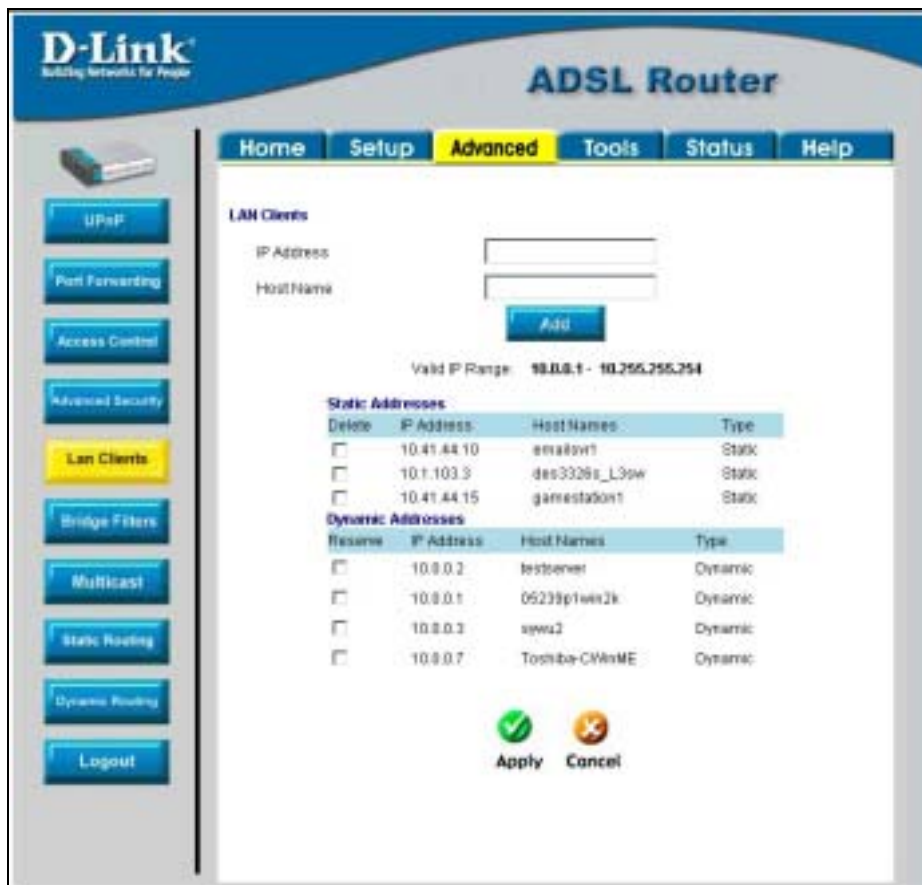 D-Link
Building Networks for People
ADSL Router
Home Setup Advanced Tools Status Help
UPnP
Port Forwarding
Access Control
Advanced Security
Lan Clients
Bridge Filters
Multicast
Static Routing
Dynamic Routing
Logout
LAN Clients
IP Address
Host Name
Add
Valid IP Range: 10.0.0.1 - 10.255.255.254
Static Addresses
Delete IP Address Host Names Type
10.41.44.10 emailsvr1 Static
10.1.103.3 des3326s_L3sw Static
10.41.44.15 gamestation1 Static
Dynamic Addresses
Reserve IP Address Host Names Type
10.0.0.2 testserver Dynamic
10.0.0.1 05239p1win2k Dynamic
10.0.0.3 sywu2 Dynamic
10.0.0.7 Toshiba-CWinME Dynamic
Apply Cancel